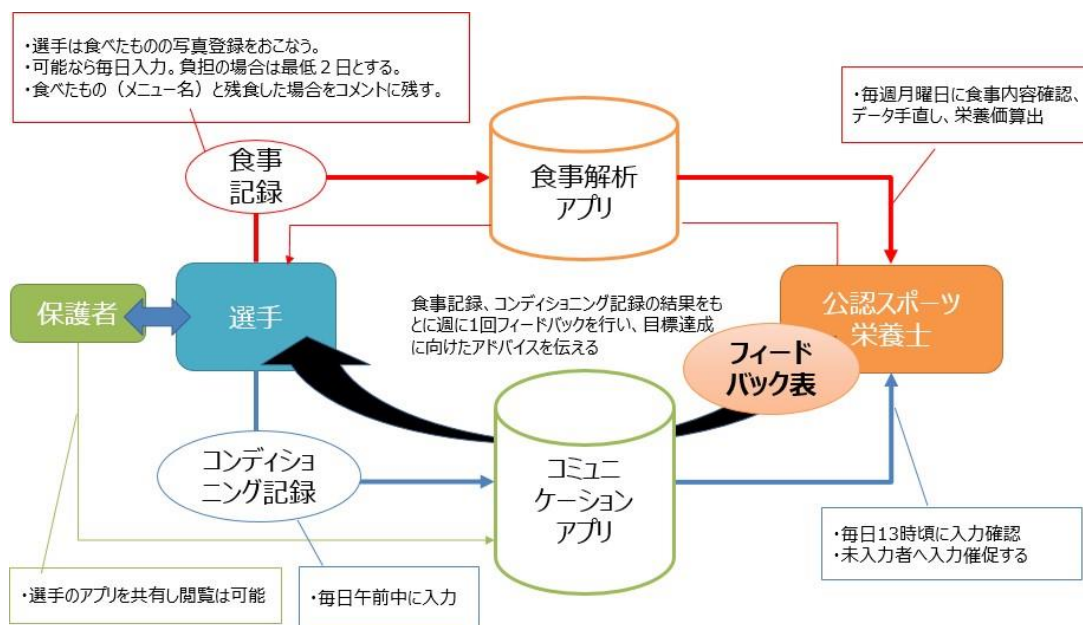 ・選手は食べたものの写真登録をおこなう。
・可能なら毎日入力。負担の場合は最低２日とする。
・食べたもの（メニュー名）と残食した場合をコメントに残す。
・毎週月曜日に食事内容確認、
データ手直し、栄養価算出
食事
記録
食事解析
アプリ
保護者
選手
食事記録、コンディショニング記録の結果をも
とに週に1回フィードバックを行い、目標達成
に向けたアドバイスを伝える
公認スポーツ
栄養士
フィード
バック表
コンディショ
ニング記録
コミュニ
ケーション
アプリ
・毎日13時頃に入力確認
・未入力者へ入力催促する
・選手のアプリを共有し閲覧は可能
・毎日午前中に入力